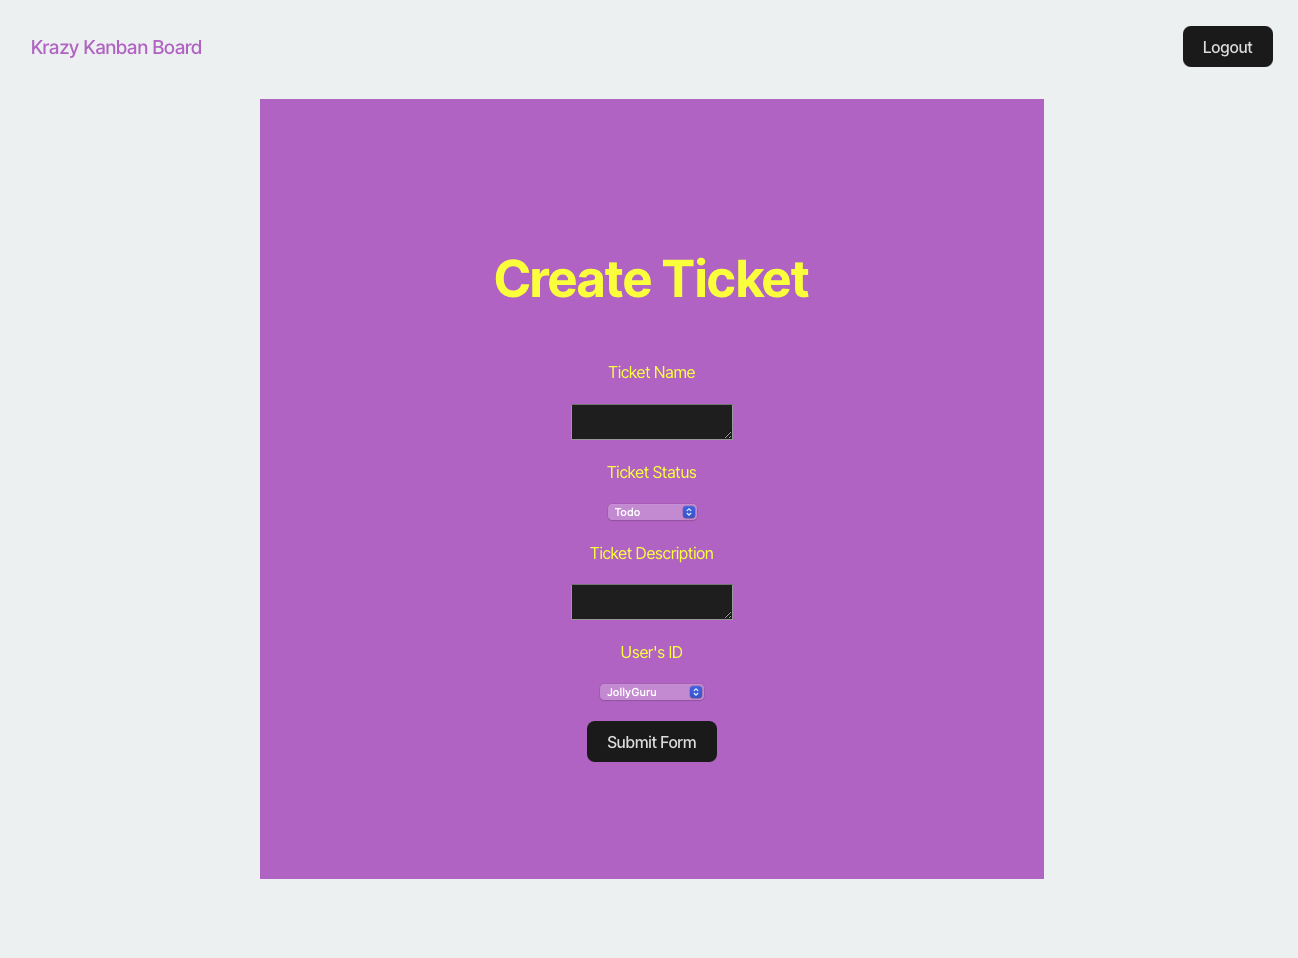 Krazy Kanban Board
Logout
Create Ticket
Ticket Name
Ticket Status
Todo
Ticket Description
User's ID
JollyGuru
Submit Form